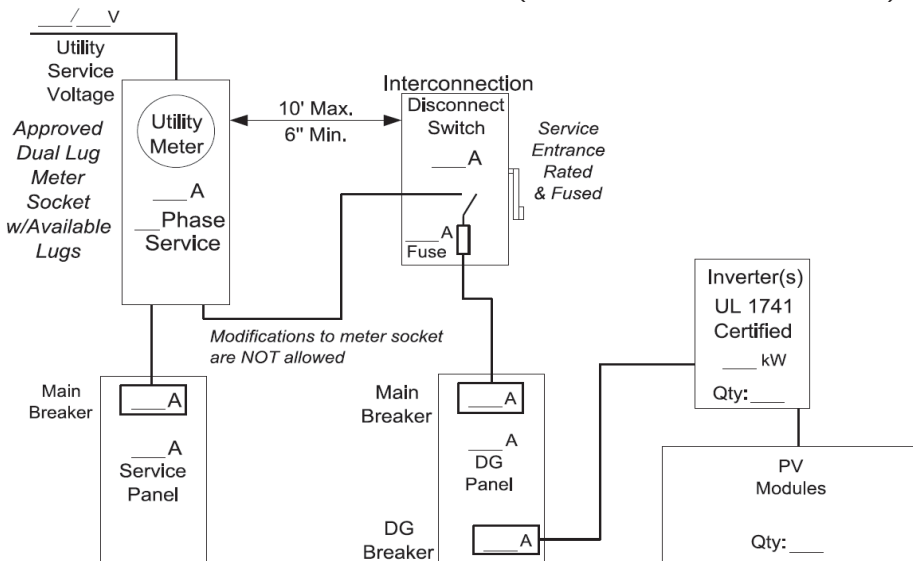 ___/___V
Utility
Service
Voltage
Approved
Dual Lug
Meter
Socket
w/Available
Lugs
Utility
Meter
___A
__Phase
Service
10' Max.
6" Min.
Interconnection
Disconnect
Switch
___A
___A
Fuse
Service
Entrance
Rated
& Fused
Modifications to meter socket
are NOT allowed
Main
Breaker
___A
___A
Service
Panel
Main
Breaker
___A
___A
DG
Panel
DG
Breaker
___A
Inverter(s)
UL 1741
Certified
___ kW
Qty:___
PV
Modules
Qty:___